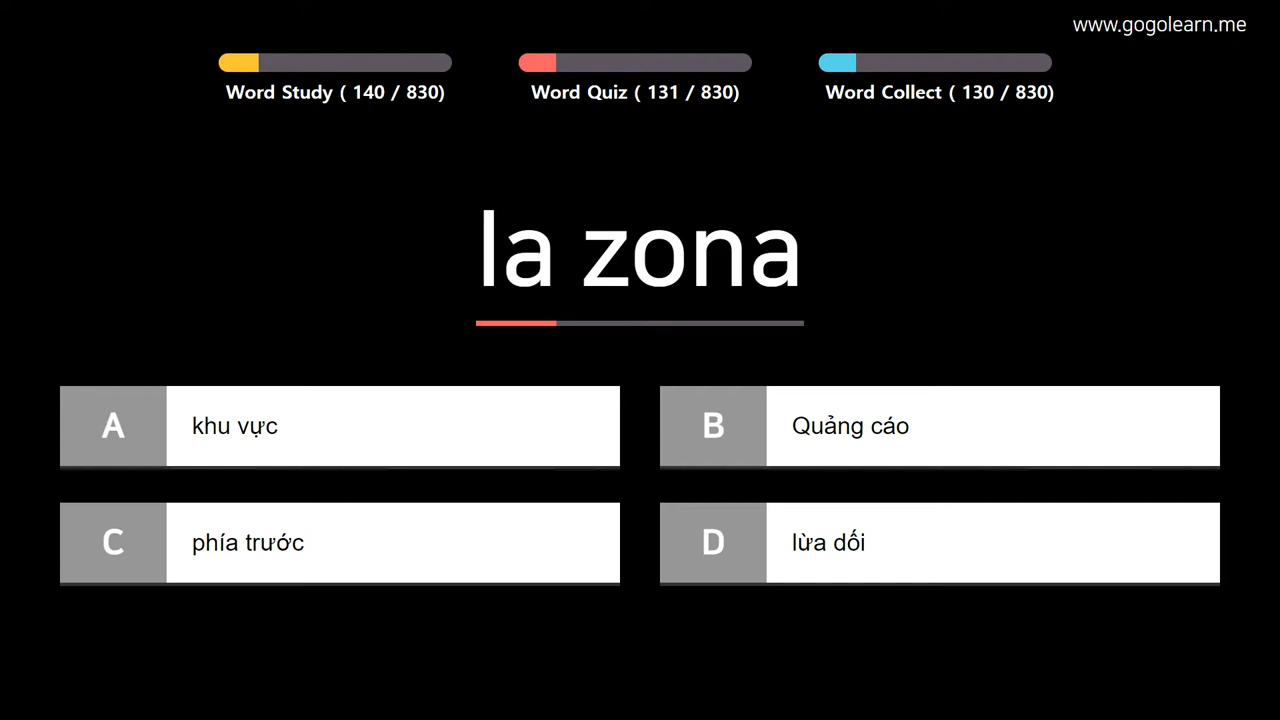 www.gogolearn.me
Word Study ( 140 / 830)
Word Quiz ( 131 / 830)
Word Collect ( 130 / 830)
la zona
A khu vực
B Quảng cáo
C phía trước
D lừa dối